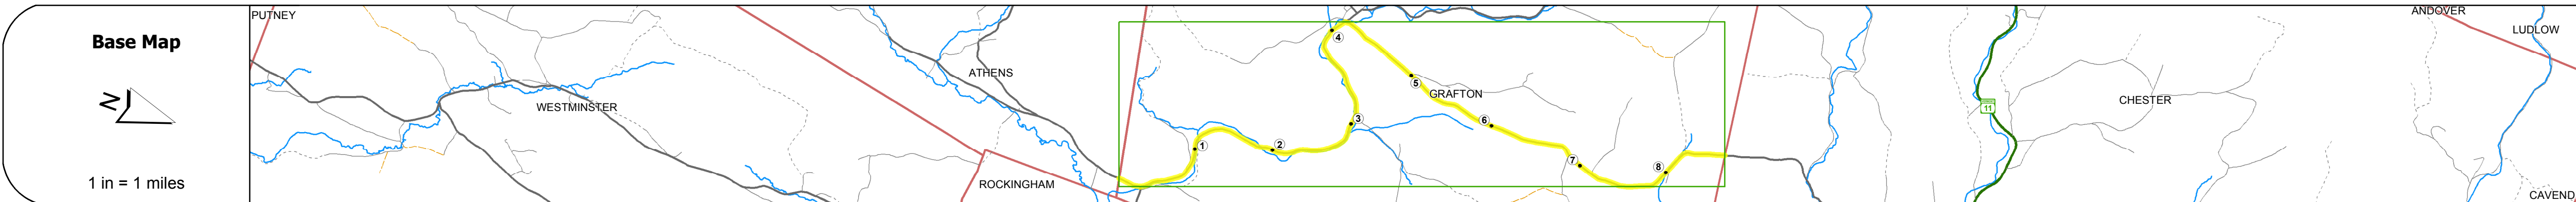 Base Map
N
1 in = 1 miles
PUTNEY
WESTMINSTER
ATHENS
ROCKINGHAM
1
2
3
4
5
GRAFTON
6
7
8
11
CHESTER
ANDOVER
LUDLOW
CAVEND